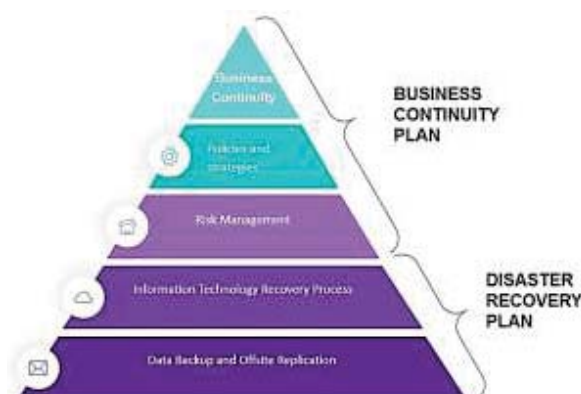 Business
Continuity
BUSINESS
CONTINUITY
PLAN
Policies and
strategies
Risk Management
Information Technology Recovery Process
DISASTER
RECOVERY
PLAN
Data Backup and Offsite Replication